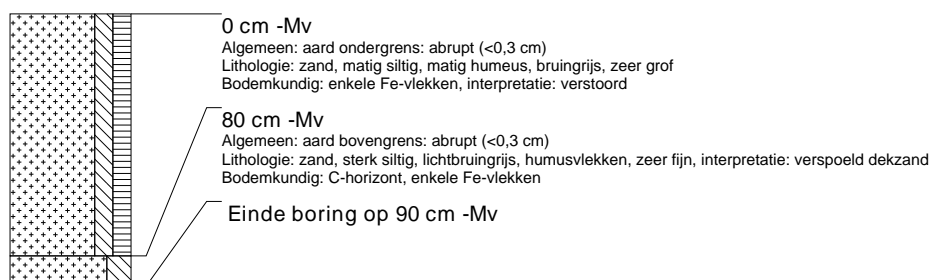 0 cm -Mv
Algemeen: aard ondergrens: abrupt (<0,3 cm)
Lithologie: zand, matig siltig, matig humeus, bruingrijs, zeer grof
Bodemkundig: enkele Fe-vlekken, interpretatie: verstoord
80 cm -Mv
Algemeen: aard bovengrens: abrupt (<0,3 cm)
Lithologie: zand, sterk siltig, lichtbruingrijs, humusvlekken, zeer fijn, interpretatie: verspoeld dekzand
Bodemkundig: C-horizont, enkele Fe-vlekken
Einde boring op 90 cm -Mv